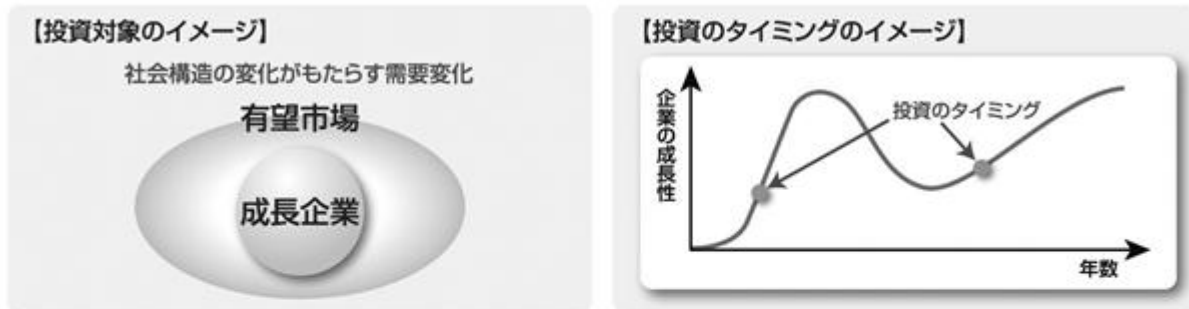 【投資対象のイメージ】
社会構造の変化がもたらす需要変化
有望市場
成長企業
【投資のタイミングのイメージ】
企業の成長性
投資のタイミング
年数